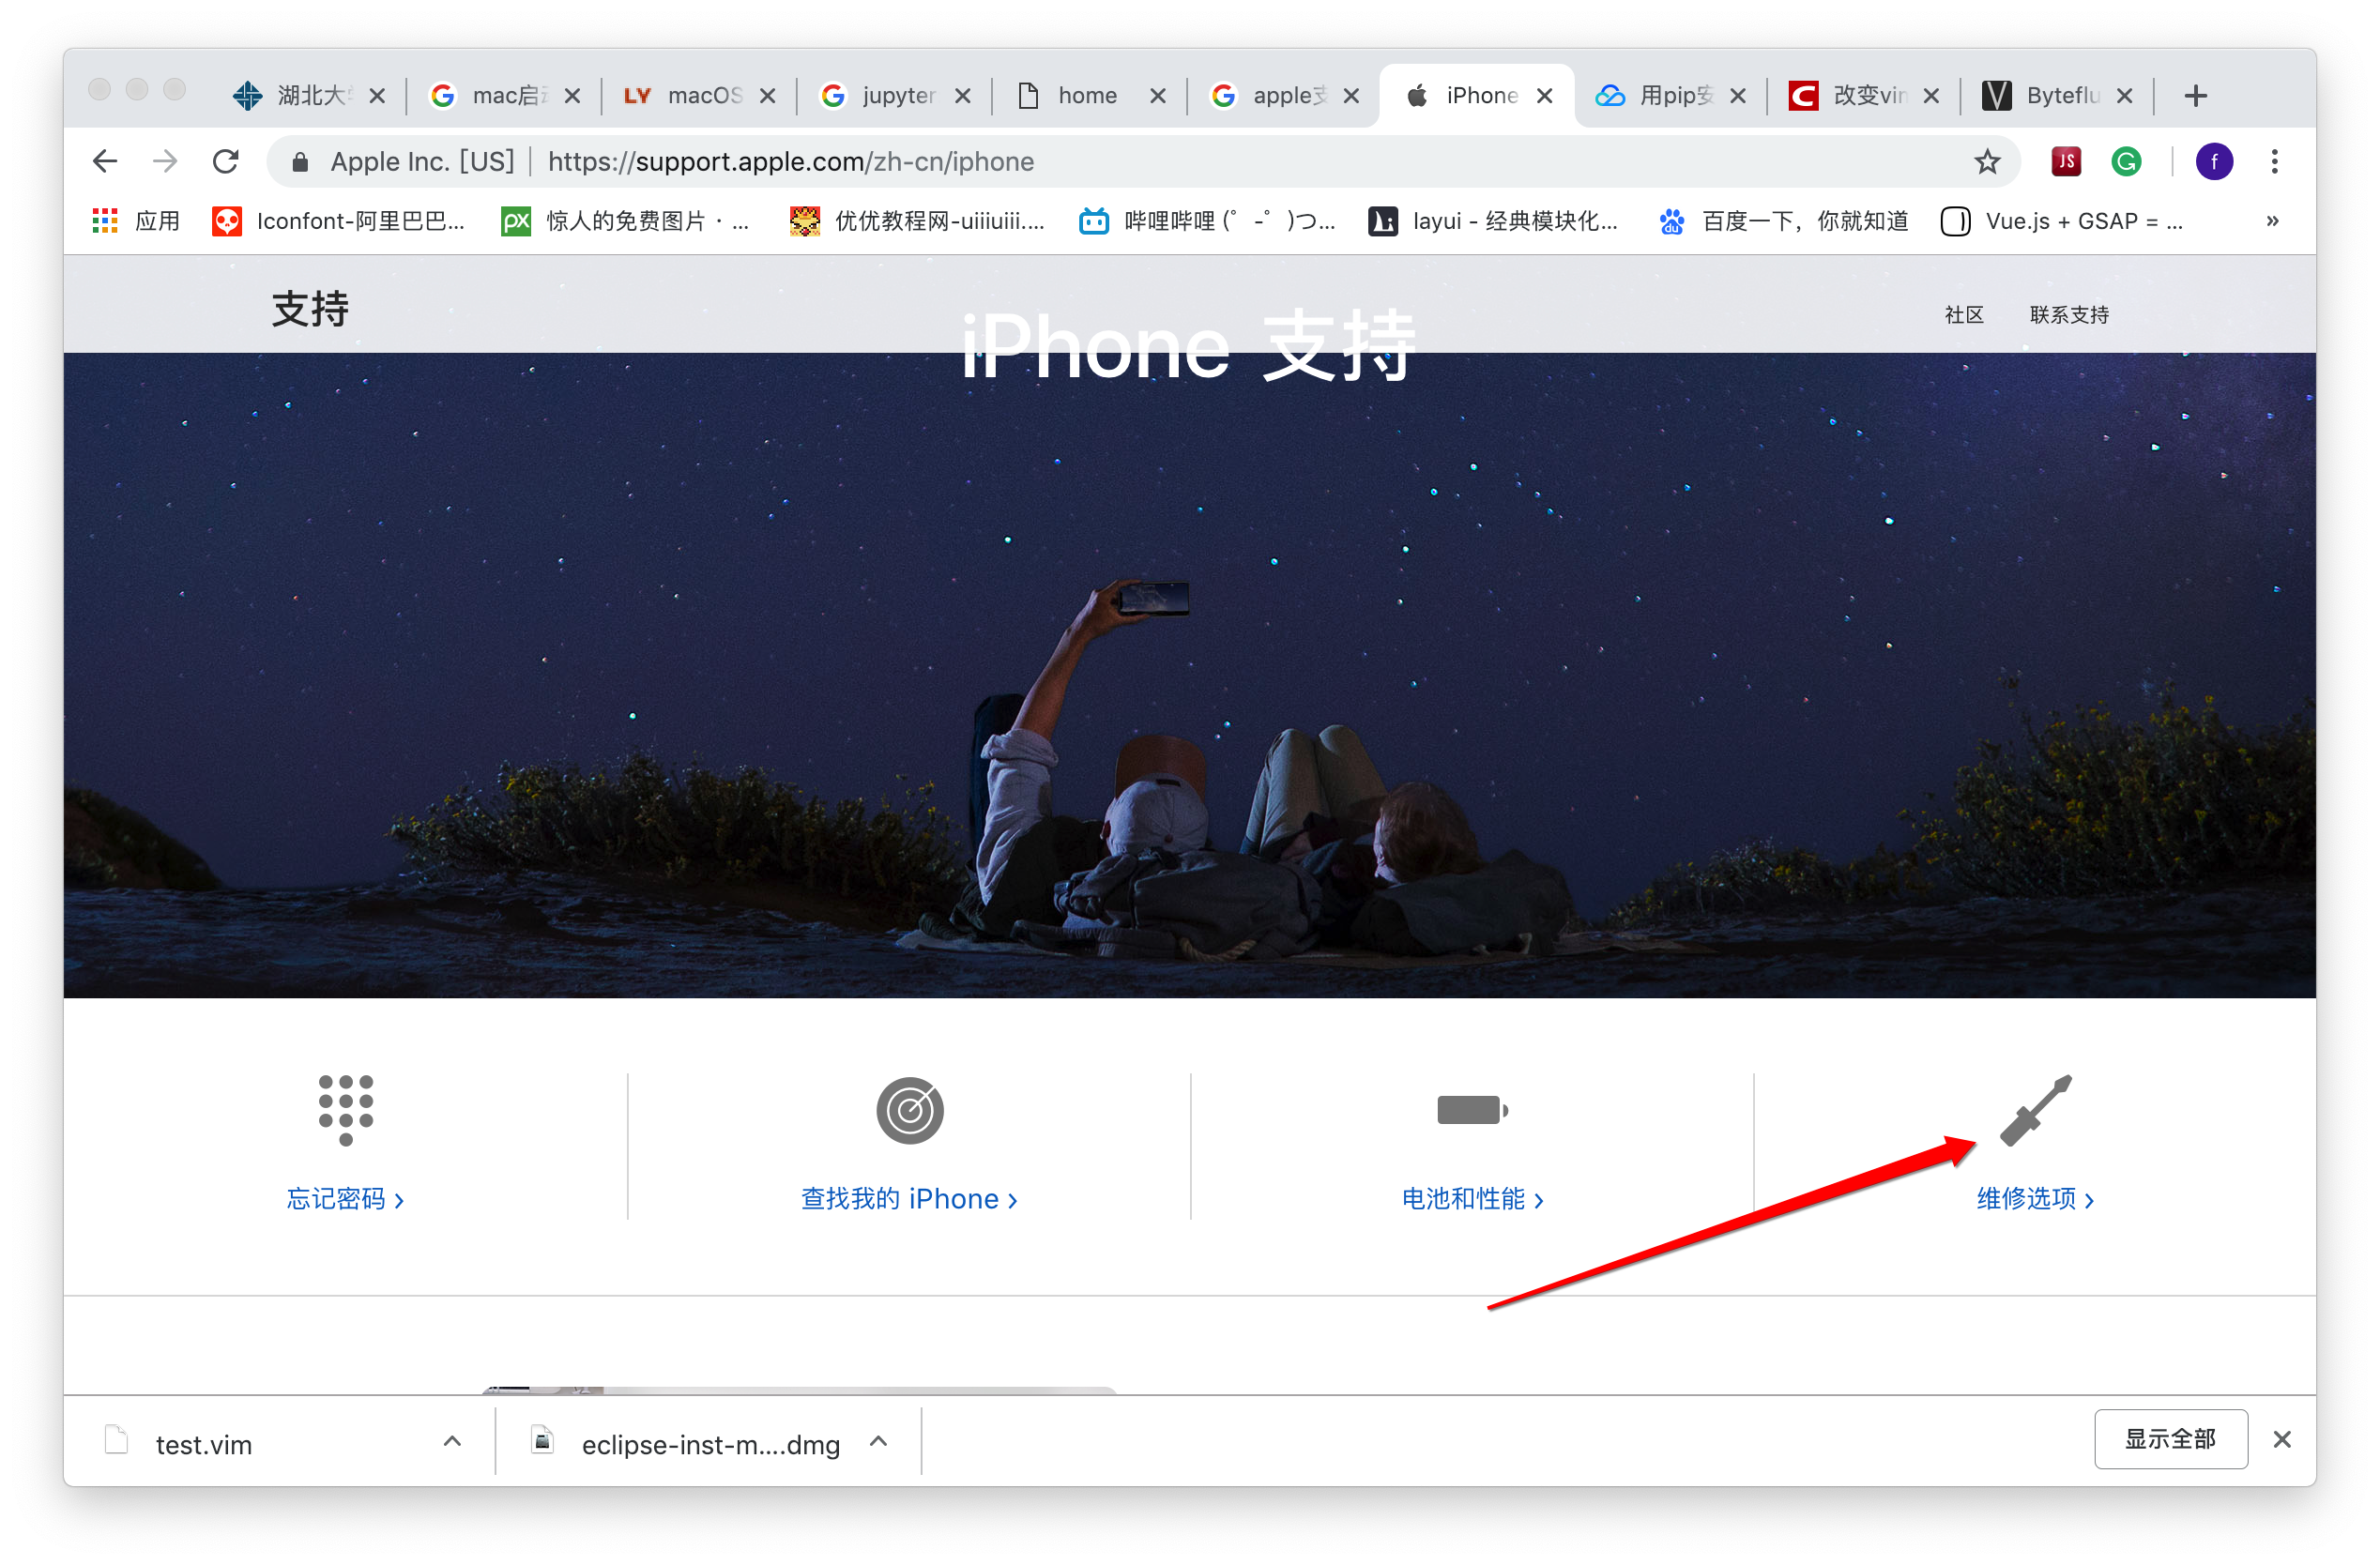 湖北大学
mac启动
LY macOS
jupyter
home
apple支
iPhone
用pip安
改变vim
Byteflu
Apple Inc. [US] https://support.apple.com/zh-cn/iphone
JS
f
应用
Iconfont-阿里巴巴...
px 惊人的免费图片 · ...
优优教程网-uiiiuiii....
哔哩哔哩 (゜-゜)つ...
layui - 经典模块化...
du 百度一下，你就知道
Vue.js + GSAP = ...
»
支持
iPhone 支持
社区
联系支持
忘记密码 ›
查找我的 iPhone ›
电池和性能 ›
维修选项 ›
test.vim
eclipse-inst-m....dmg
显示全部